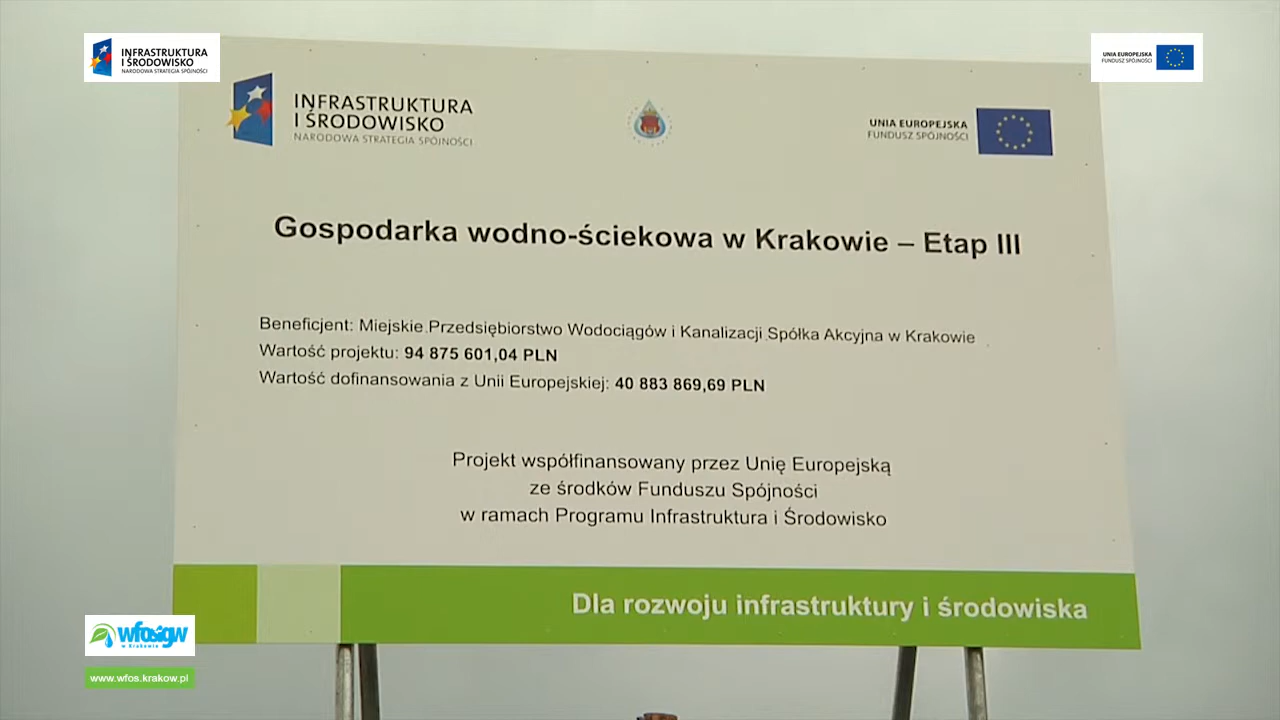 INFRASTRUKTURA
I ŚRODOWISKO
NARODOWA STRATEGIA SPÓJNOŚCI
UNIA EUROPEJSKA
FUNDUSZ SPÓJNOŚCI
INFRASTRUKTURA
I ŚRODOWISKO
NARODOWA STRATEGIA SPÓJNOŚCI
UNIA EUROPEJSKA
FUNDUSZ SPÓJNOŚCI
Gospodarka wodno-ściekowa w Krakowie – Etap III
Beneficjent: Miejskie Przedsiębiorstwo Wodociągów i Kanalizacji Spółka Akcyjna w Krakowie
Wartość projektu: 94 875 601,04 PLN
Wartość dofinansowania z Unii Europejskiej: 40 883 869,69 PLN
Projekt współfinansowany przez Unię Europejską
ze środków Funduszu Spójności
w ramach Programu Infrastruktura i Środowisko
Dla rozwoju infrastruktury i środowiska
wfośigw
w Krakowie
www.wfos.krakow.pl